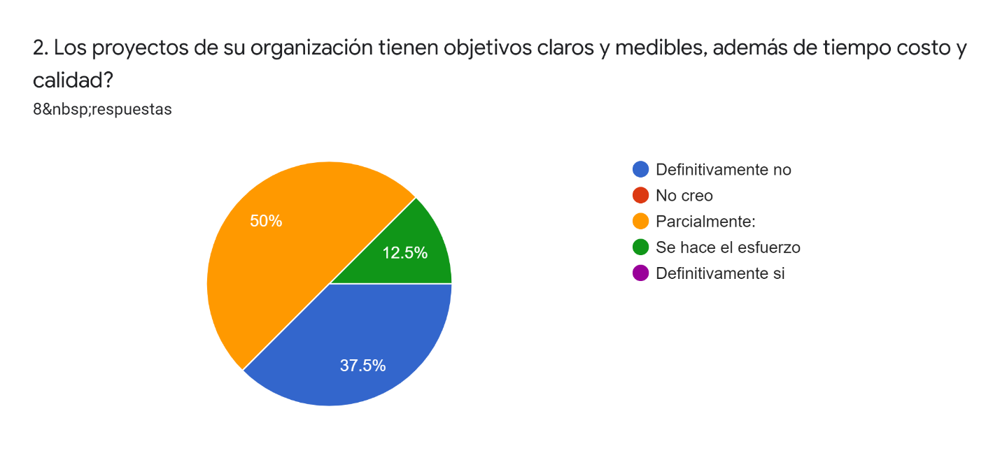 2. Los proyectos de su organización tienen objetivos claros y medibles, además de tiempo costo y
calidad?
8&nbsp;respuestas
Definitivamente no
No creo
Parcialmente:
Se hace el esfuerzo
Definitivamente si
50%
12.5%
37.5%